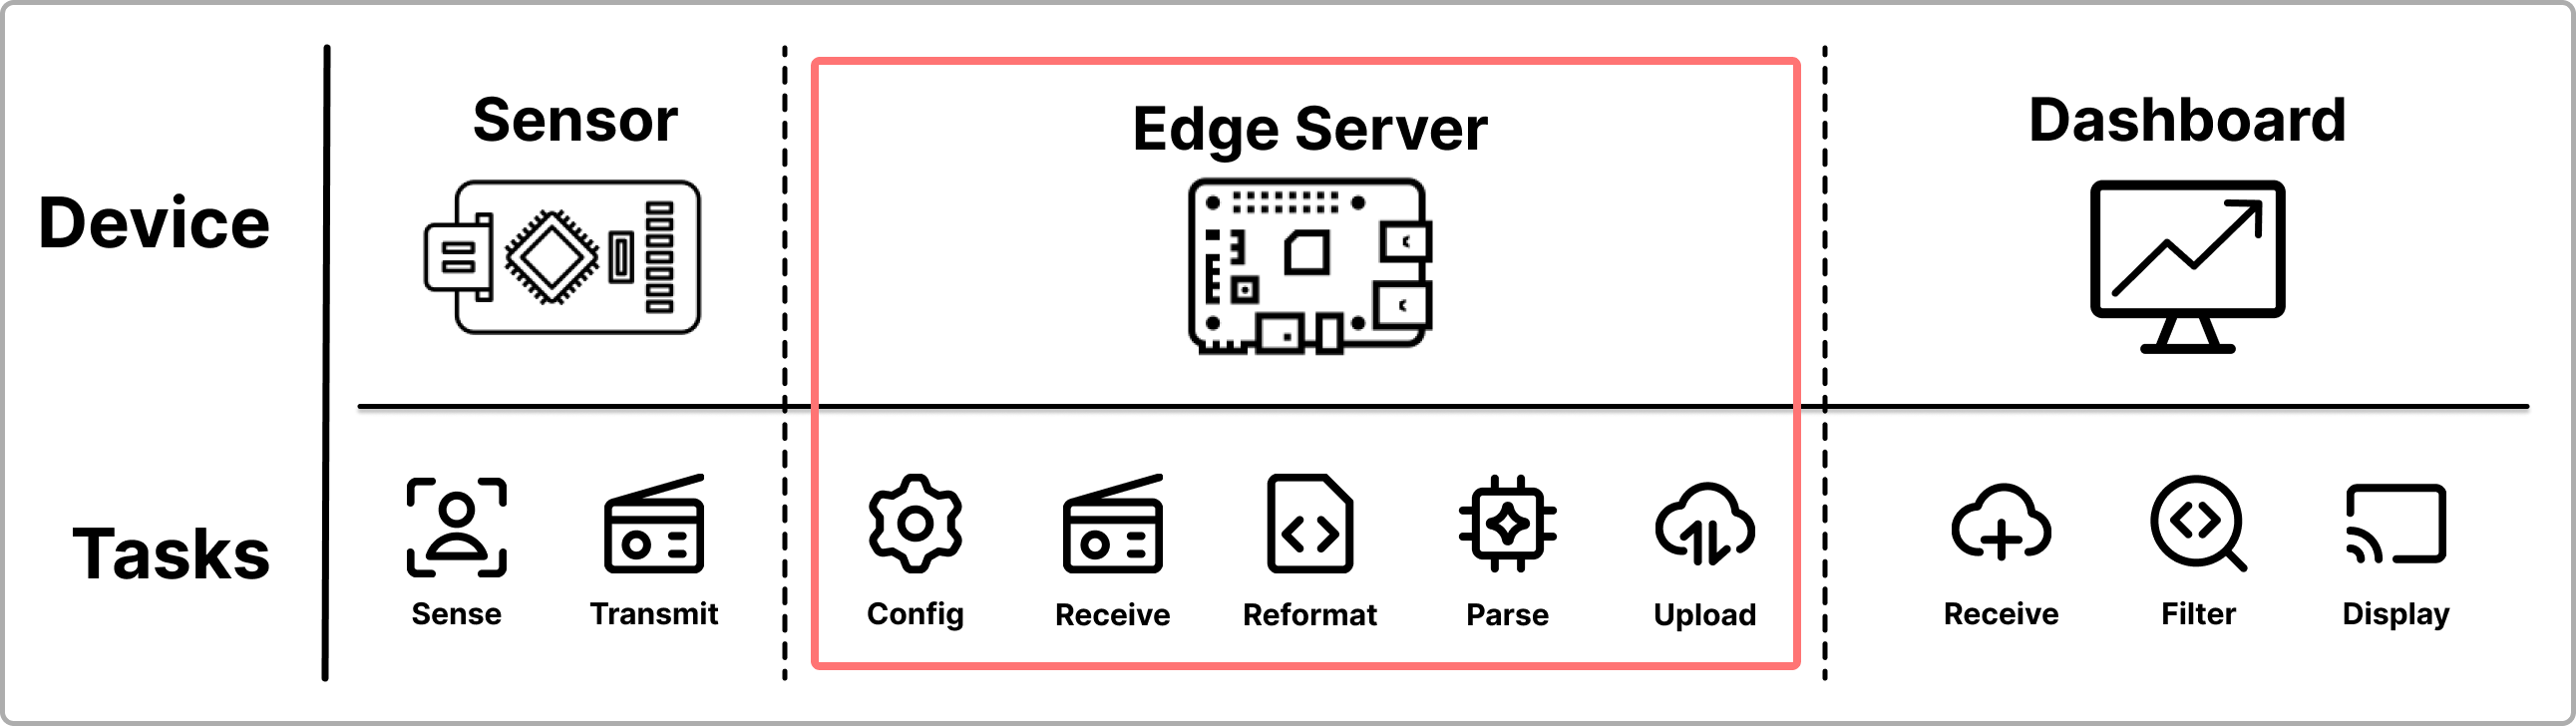 Device
Sensor
Edge Server
Dashboard
Tasks
Sense
Transmit
Config
Receive
Reformat
Parse
Upload
Receive
Filter
Display